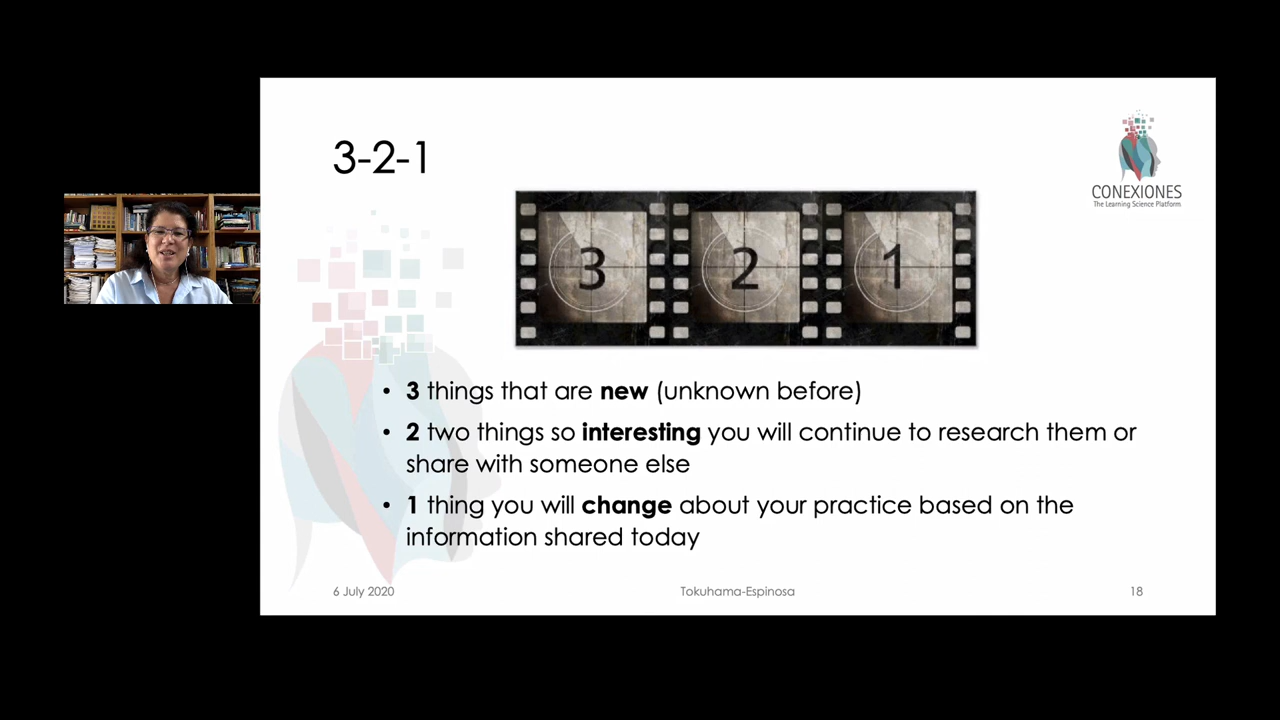 3-2-1
CONEXIONES
The Learning Science Platform
3 2 1
• 3 things that are new (unknown before)
• 2 two things so interesting you will continue to research them or
share with someone else
• 1 thing you will change about your practice based on the
information shared today
6 July 2020 Tokuhama-Espinosa 18